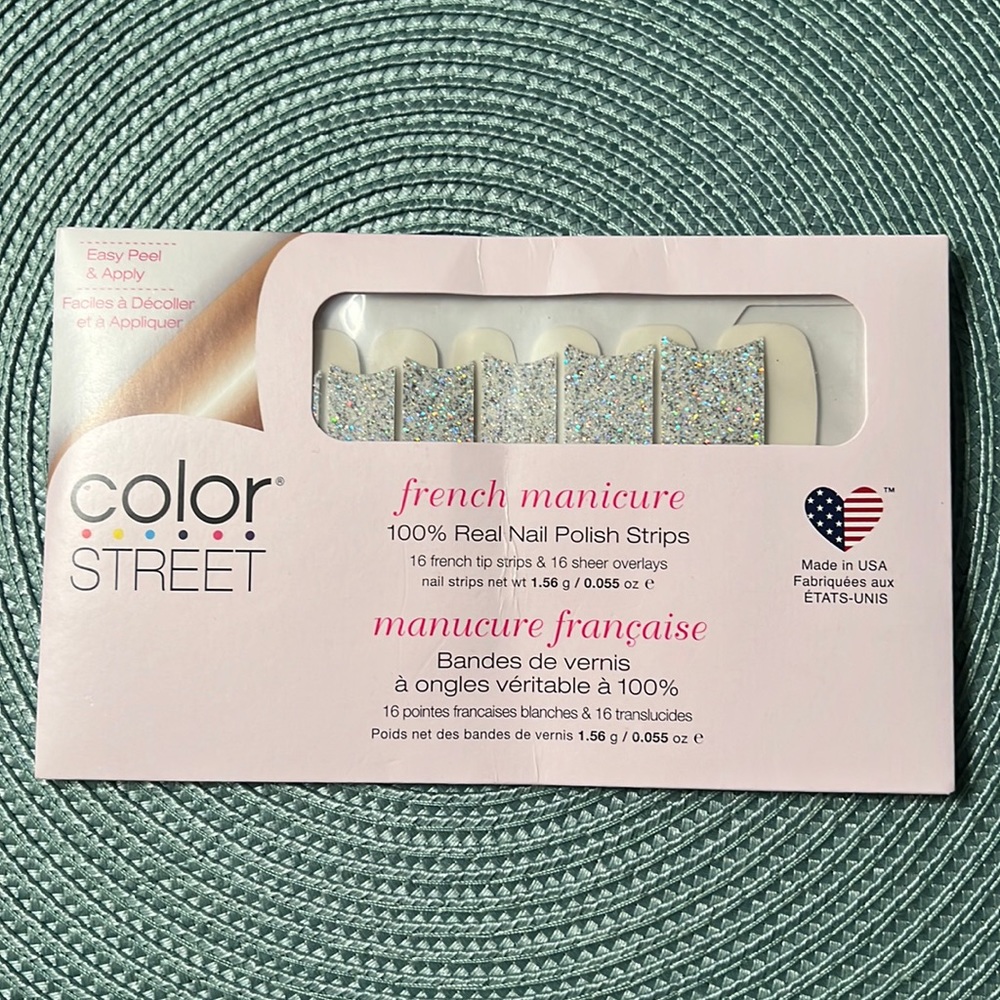 Easy Peel
& Apply
Faciles à Décoller
et à Appliquer
color®
STREET
french manicure
100% Real Nail Polish Strips
16 french tip strips & 16 sheer overlays
nail strips net wt 1.56 g / 0.055 oz e
manucure française
Bandes de vernis
à ongles véritable à 100%
16 pointes francaises blanches & 16 translucides
Poids net des bandes de vernis 1.56 g / 0.055 oz e
™
Made in USA
Fabriquées aux
ÉTATS-UNIS